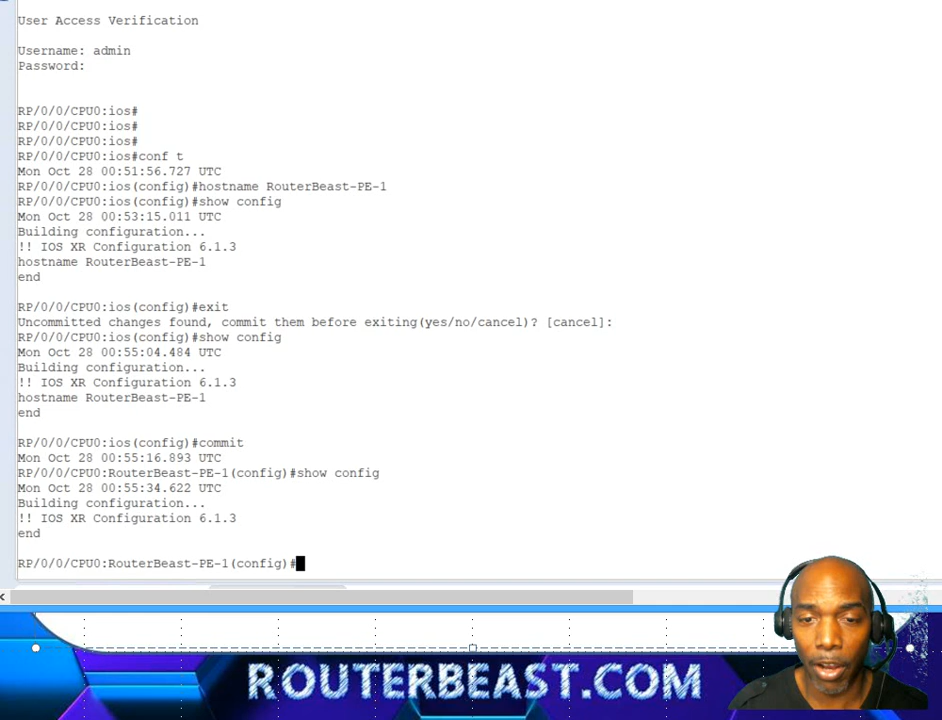 User Access Verification
Username: admin
Password:
RP/0/0/CPU0:ios#
RP/0/0/CPU0:ios#
RP/0/0/CPU0:ios#
RP/0/0/CPU0:ios#conf t
Mon Oct 28 00:51:56.727 UTC
RP/0/0/CPU0:ios(config)#hostname RouterBeast-PE-1
RP/0/0/CPU0:ios(config)#show config
Mon Oct 28 00:53:15.011 UTC
Building configuration...
!! IOS XR Configuration 6.1.3
hostname RouterBeast-PE-1
end
RP/0/0/CPU0:ios(config)#exit
Uncommitted changes found, commit them before exiting(yes/no/cancel)? [cancel]:
RP/0/0/CPU0:ios(config)#show config
Mon Oct 28 00:55:04.484 UTC
Building configuration...
!! IOS XR Configuration 6.1.3
hostname RouterBeast-PE-1
end
RP/0/0/CPU0:ios(config)#commit
Mon Oct 28 00:55:16.893 UTC
RP/0/0/CPU0:RouterBeast-PE-1(config)#show config
Mon Oct 28 00:55:34.622 UTC
Building configuration...
!! IOS XR Configuration 6.1.3
end
RP/0/0/CPU0:RouterBeast-PE-1(config)#
ROUTERBEAST.COM